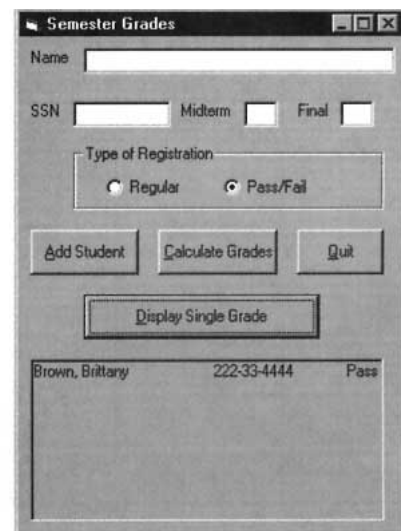 Semester Grades
Name
SSN Midterm Final
Type of Registration
Regular Pass/Fail
Add Student Calculate Grades Quit
Display Single Grade
Brown, Brittany 222-33-4444 Pass